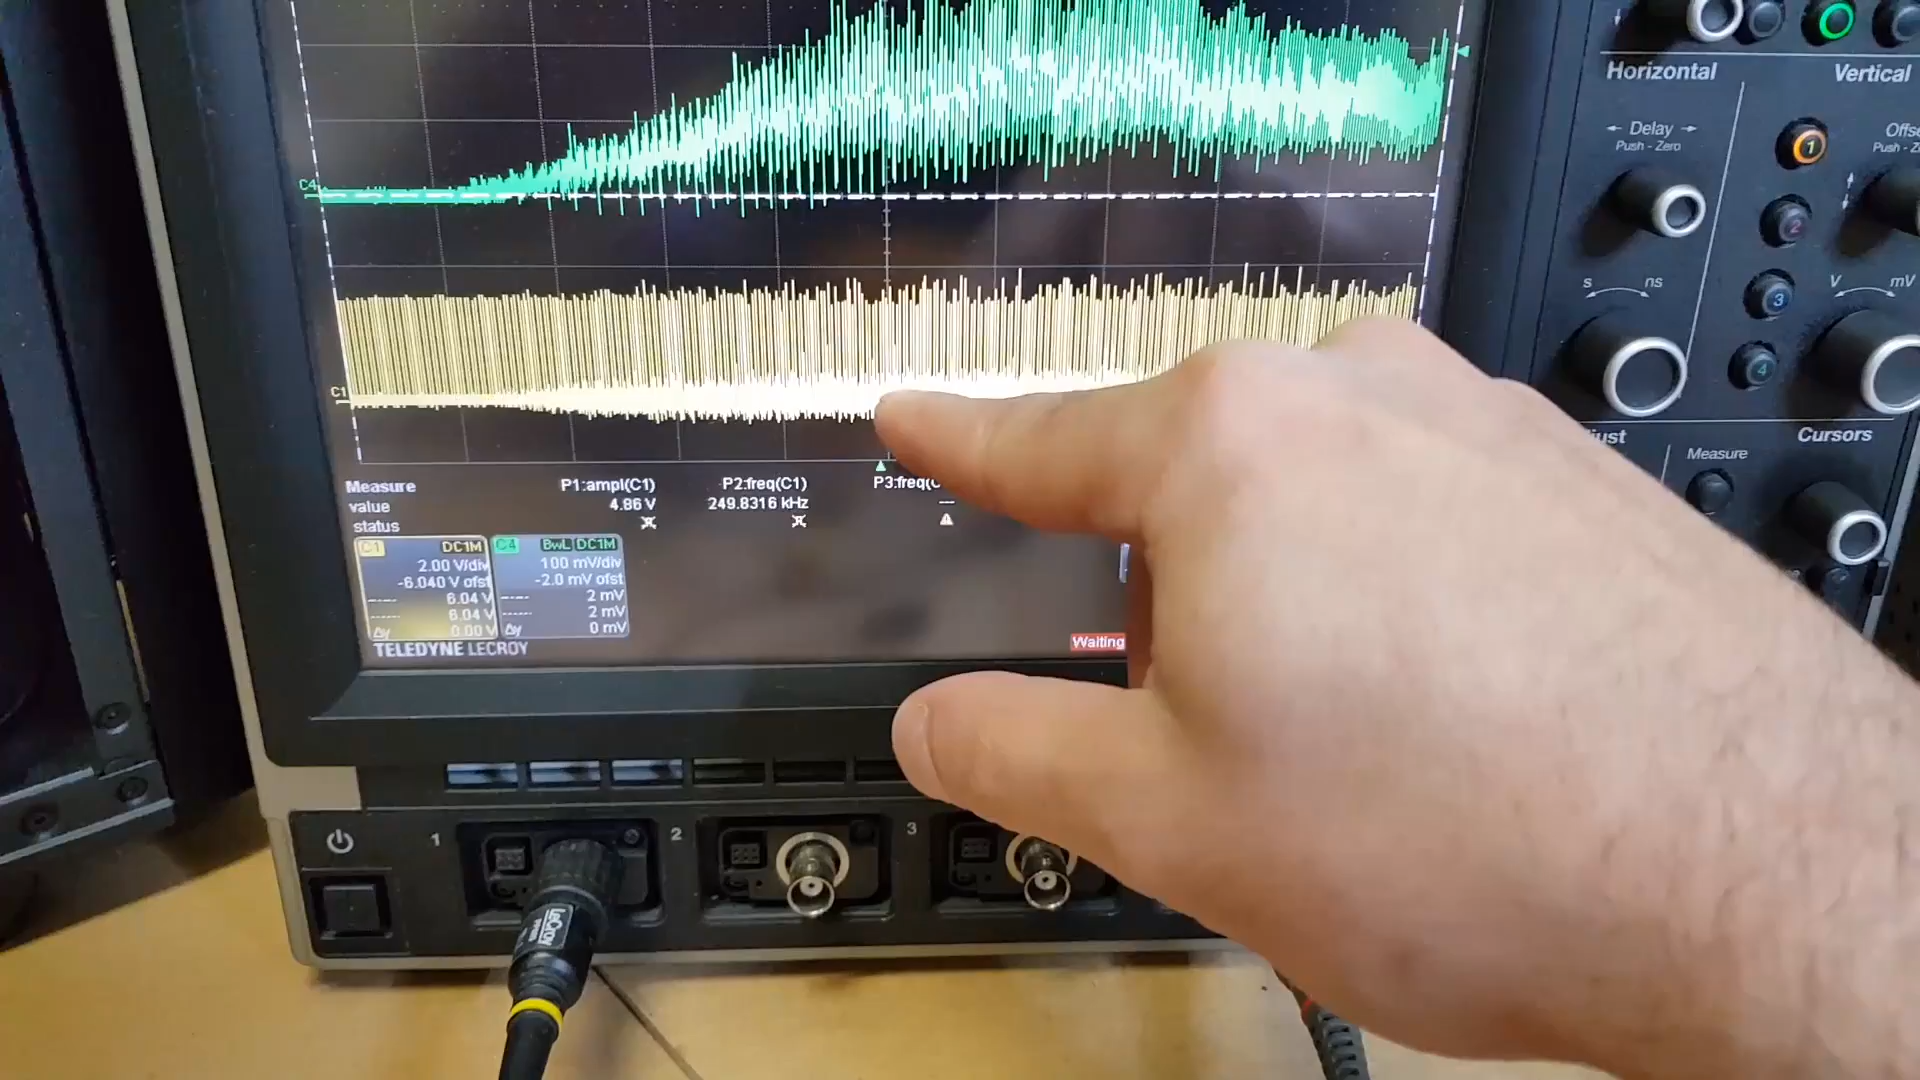 Horizontal
Vertical
Delay
Push - Zero
Push - Z
1
2
3
4
s
ns
V
mV
Cursors
Measure
C4
C1
Measure P1:ampl(C1) P2:freq(C1) P3:freq(C
value 4.86 V 249.8316 kHz ---
status
C1 DC1M
2.00 V/div
-6.040 V ofst
6.04 V
6.04 V
Δy 0.00 V
C4 BwL DC1M
100 mV/div
-2.0 mV ofst
2 mV
2 mV
Δy 0 mV
TELEDYNE LECROY
Waiting
1
2
3
LeCroy